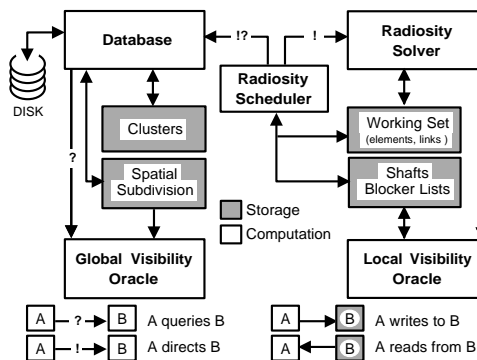 Database
!?
!
Radiosity
Solver
Radiosity
Scheduler
DISK
Clusters
Working Set
(elements, links )
?
Spatial
Subdivision
Shafts
Blocker Lists
Storage
Computation
Global Visibility
Oracle
Local Visibility
Oracle
A ? B A queries B
A B A writes to B
A ! B A directs B
A B A reads from B